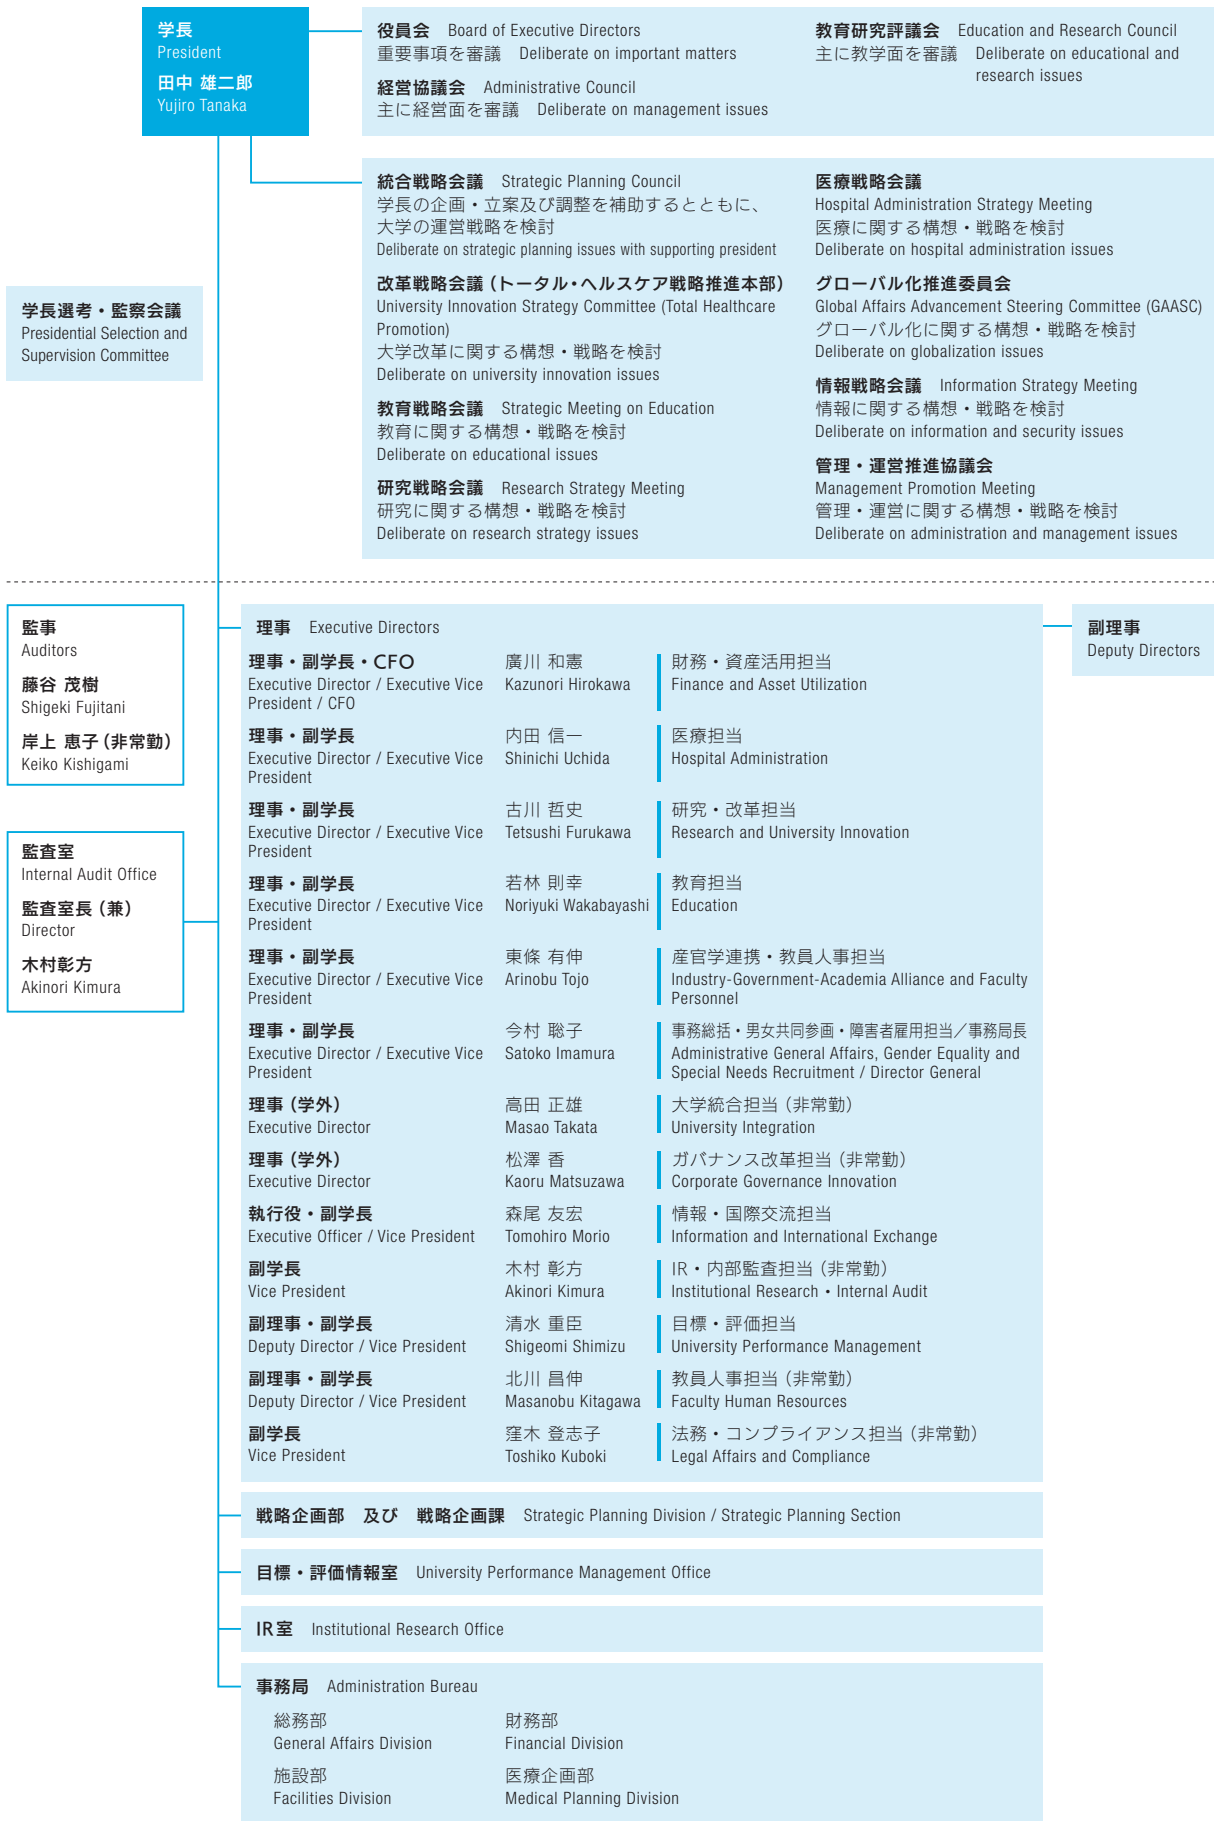 学長
President
田中 雄二郎
Yujiro Tanaka
役員会 Board of Executive Directors
重要事項を審議 Deliberate on important matters
経営協議会 Administrative Council
主に経営面を審議 Deliberate on management issues
教育研究評議会 Education and Research Council
主に教学面を審議 Deliberate on educational and
research issues
統合戦略会議 Strategic Planning Council
学長の企画・立案及び調整を補助するとともに、
大学の運営戦略を検討
Deliberate on strategic planning issues with supporting president
改革戦略会議（トータル・ヘルスケア戦略推進本部）
University Innovation Strategy Committee (Total Healthcare
Promotion)
大学改革に関する構想・戦略を検討
Deliberate on university innovation issues
教育戦略会議 Strategic Meeting on Education
教育に関する構想・戦略を検討
Deliberate on educational issues
研究戦略会議 Research Strategy Meeting
研究に関する構想・戦略を検討
Deliberate on research strategy issues
医療戦略会議
Hospital Administration Strategy Meeting
医療に関する構想・戦略を検討
Deliberate on hospital administration issues
グローバル化推進委員会
Global Affairs Advancement Steering Committee (GAASC)
グローバル化に関する構想・戦略を検討
Deliberate on globalization issues
情報戦略会議 Information Strategy Meeting
情報に関する構想・戦略を検討
Deliberate on information and security issues
管理・運営推進協議会
Management Promotion Meeting
管理・運営に関する構想・戦略を検討
Deliberate on administration and management issues
学長選考・監察会議
Presidential Selection and
Supervision Committee
監事
Auditors
藤谷 茂樹
Shigeki Fujitani
岸上 恵子（非常勤）
Keiko Kishigami
監査室
Internal Audit Office
監査室長（兼）
Director
木村彰方
Akinori Kimura
理事 Executive Directors
理事・副学長・CFO 廣川 和憲 財務・資産活用担当
Executive Director / Executive Vice Kazunori Hirokawa Finance and Asset Utilization
President / CFO
理事・副学長 内田 信一 医療担当
Executive Director / Executive Vice Shinichi Uchida Hospital Administration
President
理事・副学長 古川 哲史 研究・改革担当
Executive Director / Executive Vice Tetsushi Furukawa Research and University Innovation
President
理事・副学長 若林 則幸 教育担当
Executive Director / Executive Vice Noriyuki Wakabayashi Education
President
理事・副学長 東條 有伸 産官学連携・教員人事担当
Executive Director / Executive Vice Arinobu Tojo Industry-Government-Academia Alliance and Faculty
President Personnel
理事・副学長 今村 聡子 事務総括・男女共同参画・障害者雇用担当／事務局長
Executive Director / Executive Vice Satoko Imamura Administrative General Affairs, Gender Equality and
President Special Needs Recruitment / Director General
理事（学外） 高田 正雄 大学統合担当（非常勤）
Executive Director Masao Takata University Integration
理事（学外） 松澤 香 ガバナンス改革担当（非常勤）
Executive Director Kaoru Matsuzawa Corporate Governance Innovation
執行役・副学長 森尾 友宏 情報・国際交流担当
Executive Officer / Vice President Tomohiro Morio Information and International Exchange
副学長 木村 彰方 IR・内部監査担当（非常勤）
Vice President Akinori Kimura Institutional Research・Internal Audit
副理事・副学長 清水 重臣 目標・評価担当
Deputy Director / Vice President Shigeomi Shimizu University Performance Management
副理事・副学長 北川 昌伸 教員人事担当（非常勤）
Deputy Director / Vice President Masanobu Kitagawa Faculty Human Resources
副学長 窪木 登志子 法務・コンプライアンス担当（非常勤）
Vice President Toshiko Kuboki Legal Affairs and Compliance
副理事
Deputy Directors
戦略企画部 及び 戦略企画課 Strategic Planning Division / Strategic Planning Section
目標・評価情報室 University Performance Management Office
IR室 Institutional Research Office
事務局 Administration Bureau
総務部 財務部
General Affairs Division Financial Division
施設部 医療企画部
Facilities Division Medical Planning Division